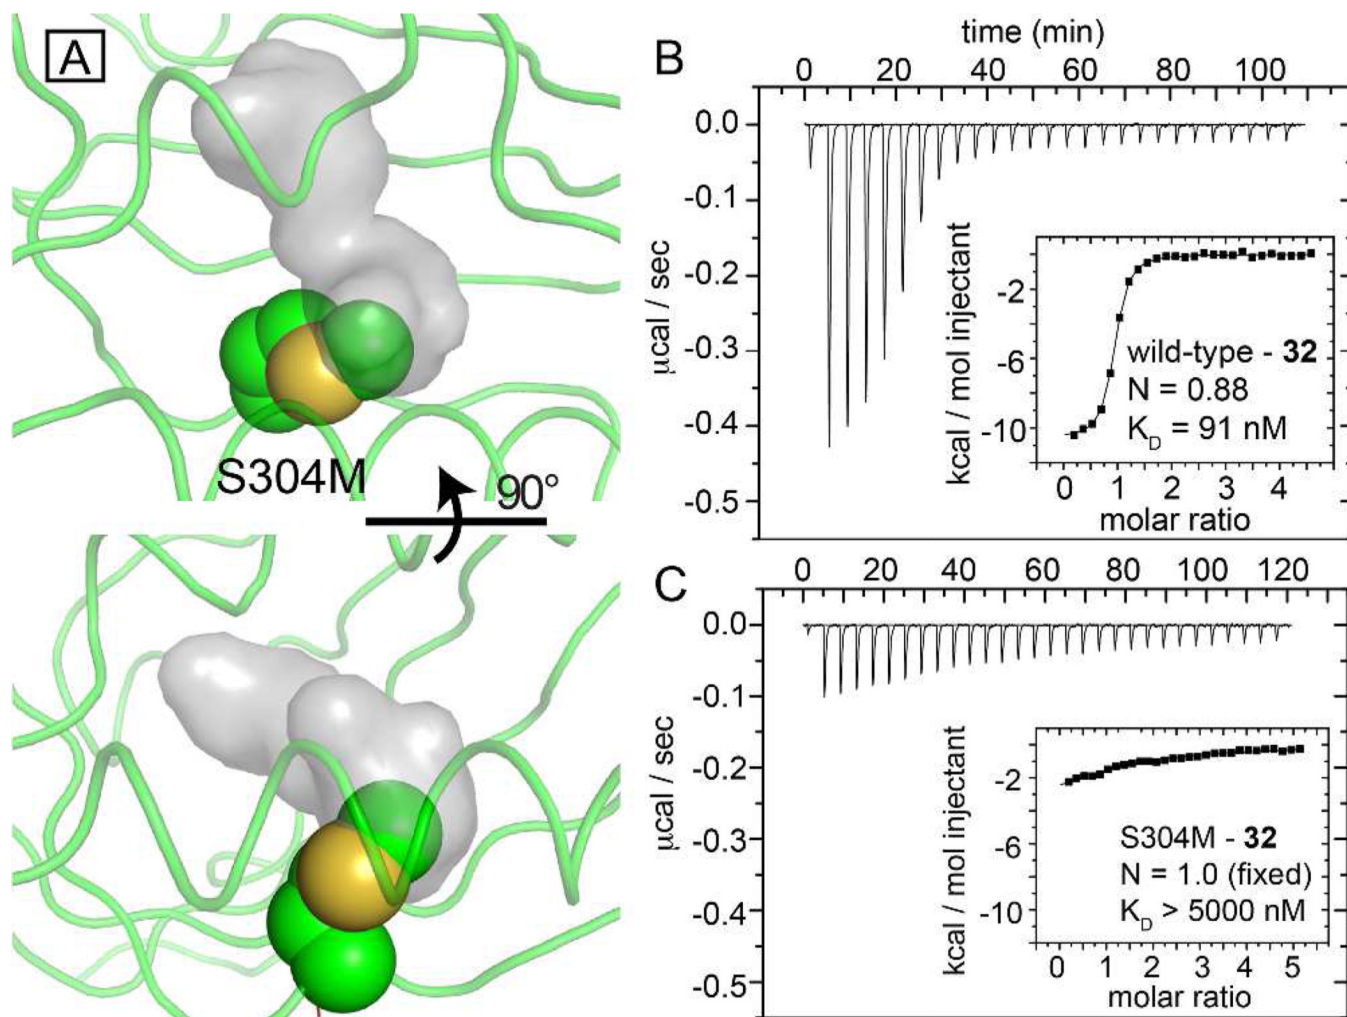 A
S304M
90°
B
time (min)
0 20 40 60 80 100
0.0
-0.1
-0.2
-0.3
-0.4
-0.5
μcal / sec
kcal / mol injectant
-2
-6
-10
wild-type - 32
N = 0.88
K_D = 91 nM
0 1 2 3 4
molar ratio
C
0 20 40 60 80 100 120
0.0
-0.1
-0.2
-0.3
-0.4
-0.5
μcal / sec
kcal / mol injectant
-2
-6
-10
S304M - 32
N = 1.0 (fixed)
K_D > 5000 nM
0 1 2 3 4 5
molar ratio